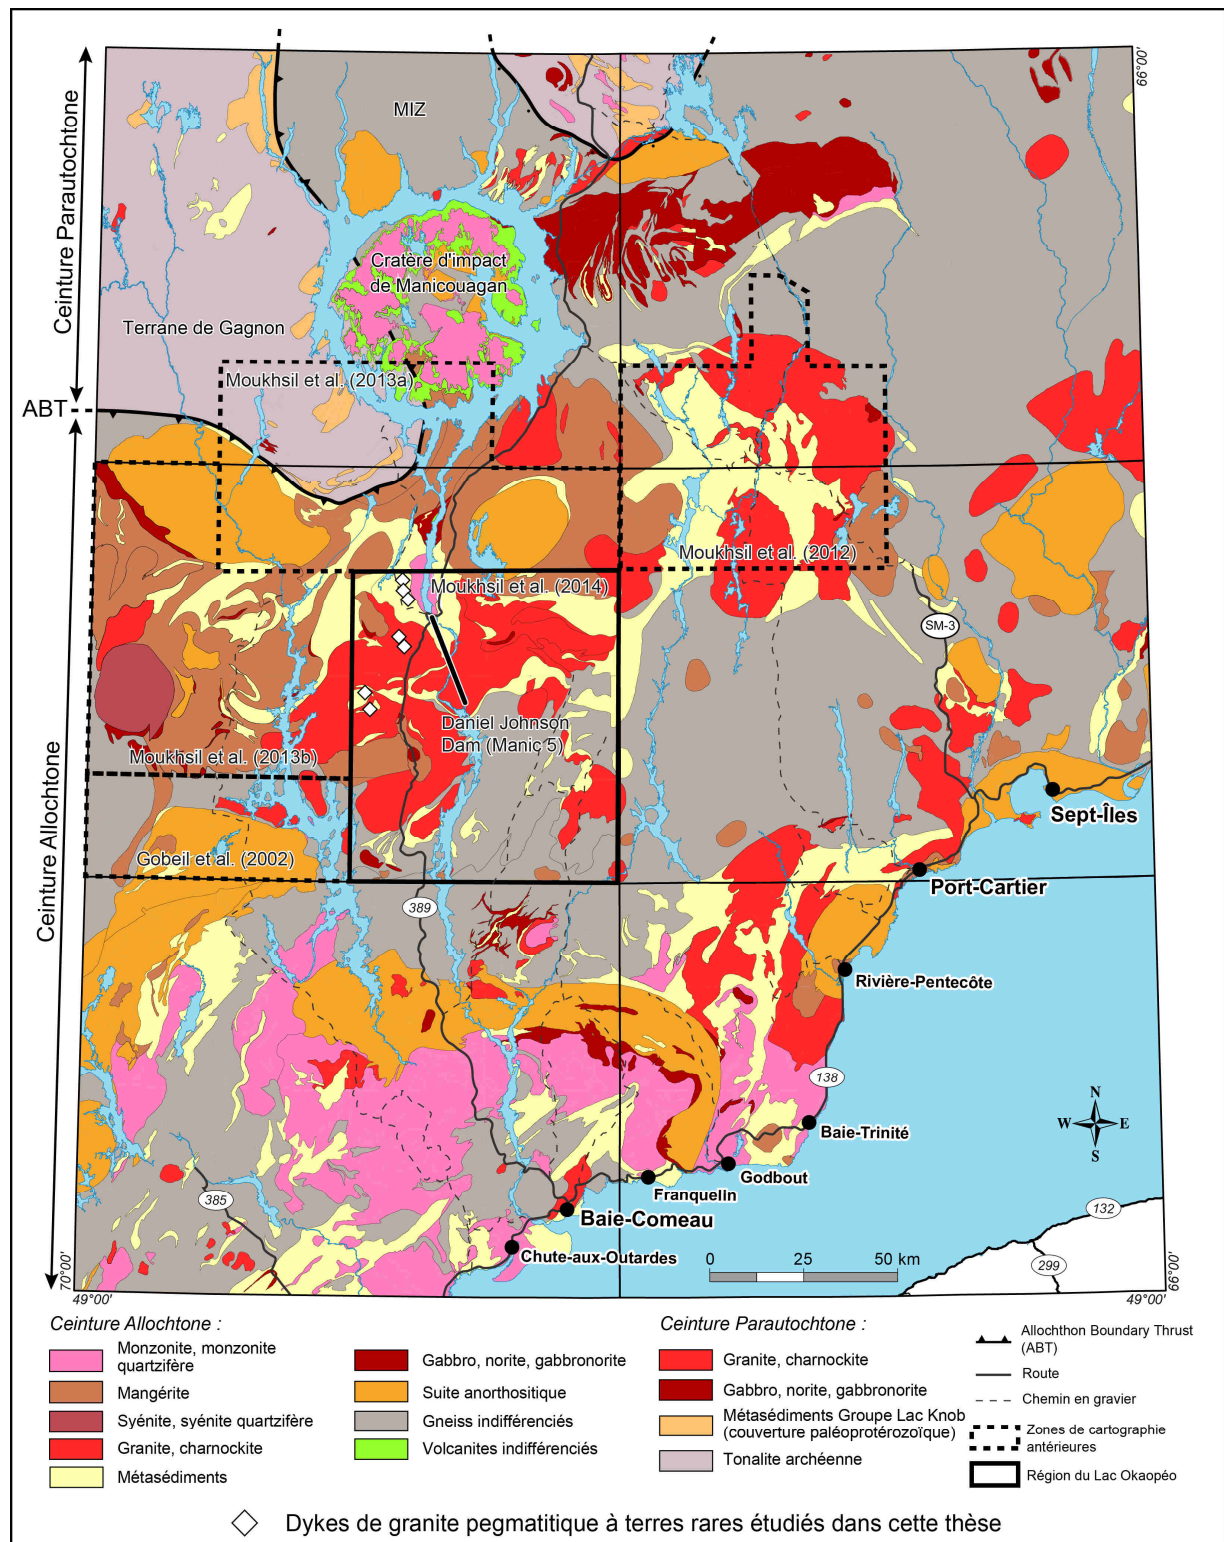 66°00'
Ceinture Parautochtone
MIZ
Cratère d'impact
de Manicouagan
Terrane de Gagnon
Moukhsil et al. (2013a)
ABT
Moukhsil et al. (2012)
Moukhsil et al. (2014)
SM-3
Daniel Johnson
Dam (Manic 5)
Moukhsil et al. (2013b)
Ceinture Allochtone
Sept-Îles
Gobeil et al. (2002)
Port-Cartier
389
Rivière-Pentecôte
138
N
W E
S
Baie-Trinité
Godbout
Franquelin
385
Baie-Comeau
132
Chute-aux-Outardes
0 25 50 km
299
70°00'
66°00'
49°00'
49°00'
Ceinture Allochtone :
Monzonite, monzonite
quartzifère
Mangérite
Syénite, syénite quartzifère
Granite, charnockite
Métasédiments
Gabbro, norite, gabbronorite
Suite anorthositique
Gneiss indifférenciés
Volcanites indifférenciés
Ceinture Parautochtone :
Granite, charnockite
Gabbro, norite, gabbronorite
Métasédiments Groupe Lac Knob
(couverture paléoprotérozoïque)
Tonalite archéenne
Allochthon Boundary Thrust
(ABT)
Route
Chemin en gravier
Zones de cartographie
antérieures
Région du Lac Okaopéo
Dykes de granite pegmatitique à terres rares étudiés dans cette thèse